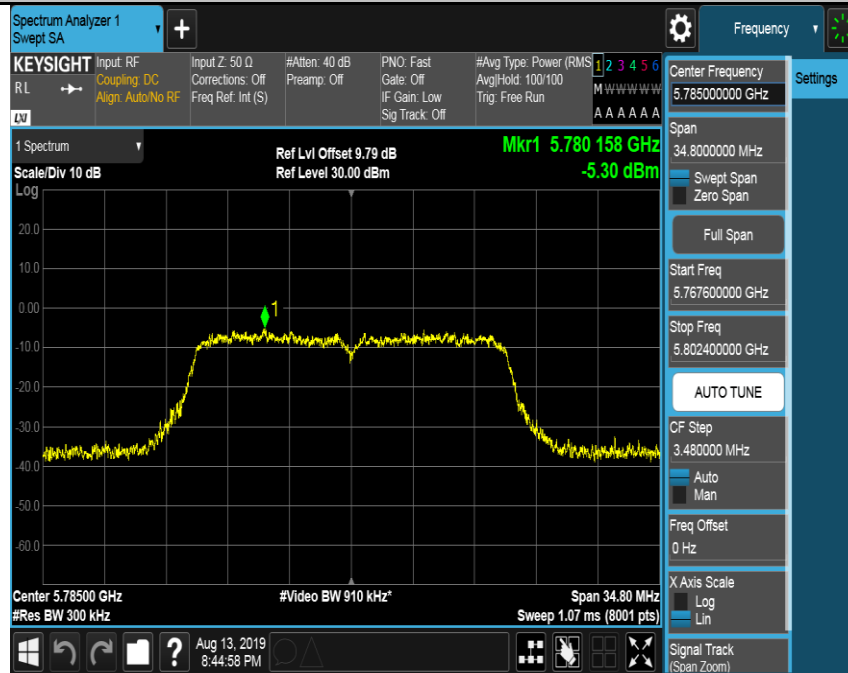 Spectrum Analyzer 1
Swept SA
+
Frequency
KEYSIGHT
RL
LXI
Input: RF
Coupling: DC
Align: Auto/No RF
Input Z: 50 Ω
Corrections: Off
Freq Ref: Int (S)
#Atten: 40 dB
Preamp: Off
PNO: Fast
Gate: Off
IF Gain: Low
Sig Track: Off
#Avg Type: Power (RMS
Avg|Hold: 100/100
Trig: Free Run
1 2 3 4 5 6
M W W W W W
A A A A A A
1 Spectrum
Scale/Div 10 dB
Log
Ref Lvl Offset 9.79 dB
Ref Level 30.00 dBm
Mkr1 5.780 158 GHz
-5.30 dBm
20.0
10.0
0.00
-10.0
-20.0
-30.0
-40.0
-50.0
-60.0
1
Center 5.78500 GHz
#Res BW 300 kHz
#Video BW 910 kHz*
Span 34.80 MHz
Sweep 1.07 ms (8001 pts)
?
Aug 13, 2019
8:44:58 PM
Center Frequency
5.785000000 GHz
Settings
Span
34.8000000 MHz
Swept Span
Zero Span
Full Span
Start Freq
5.767600000 GHz
Stop Freq
5.802400000 GHz
AUTO TUNE
CF Step
3.480000 MHz
Auto
Man
Freq Offset
0 Hz
X Axis Scale
Log
Lin
Signal Track
(Span Zoom)